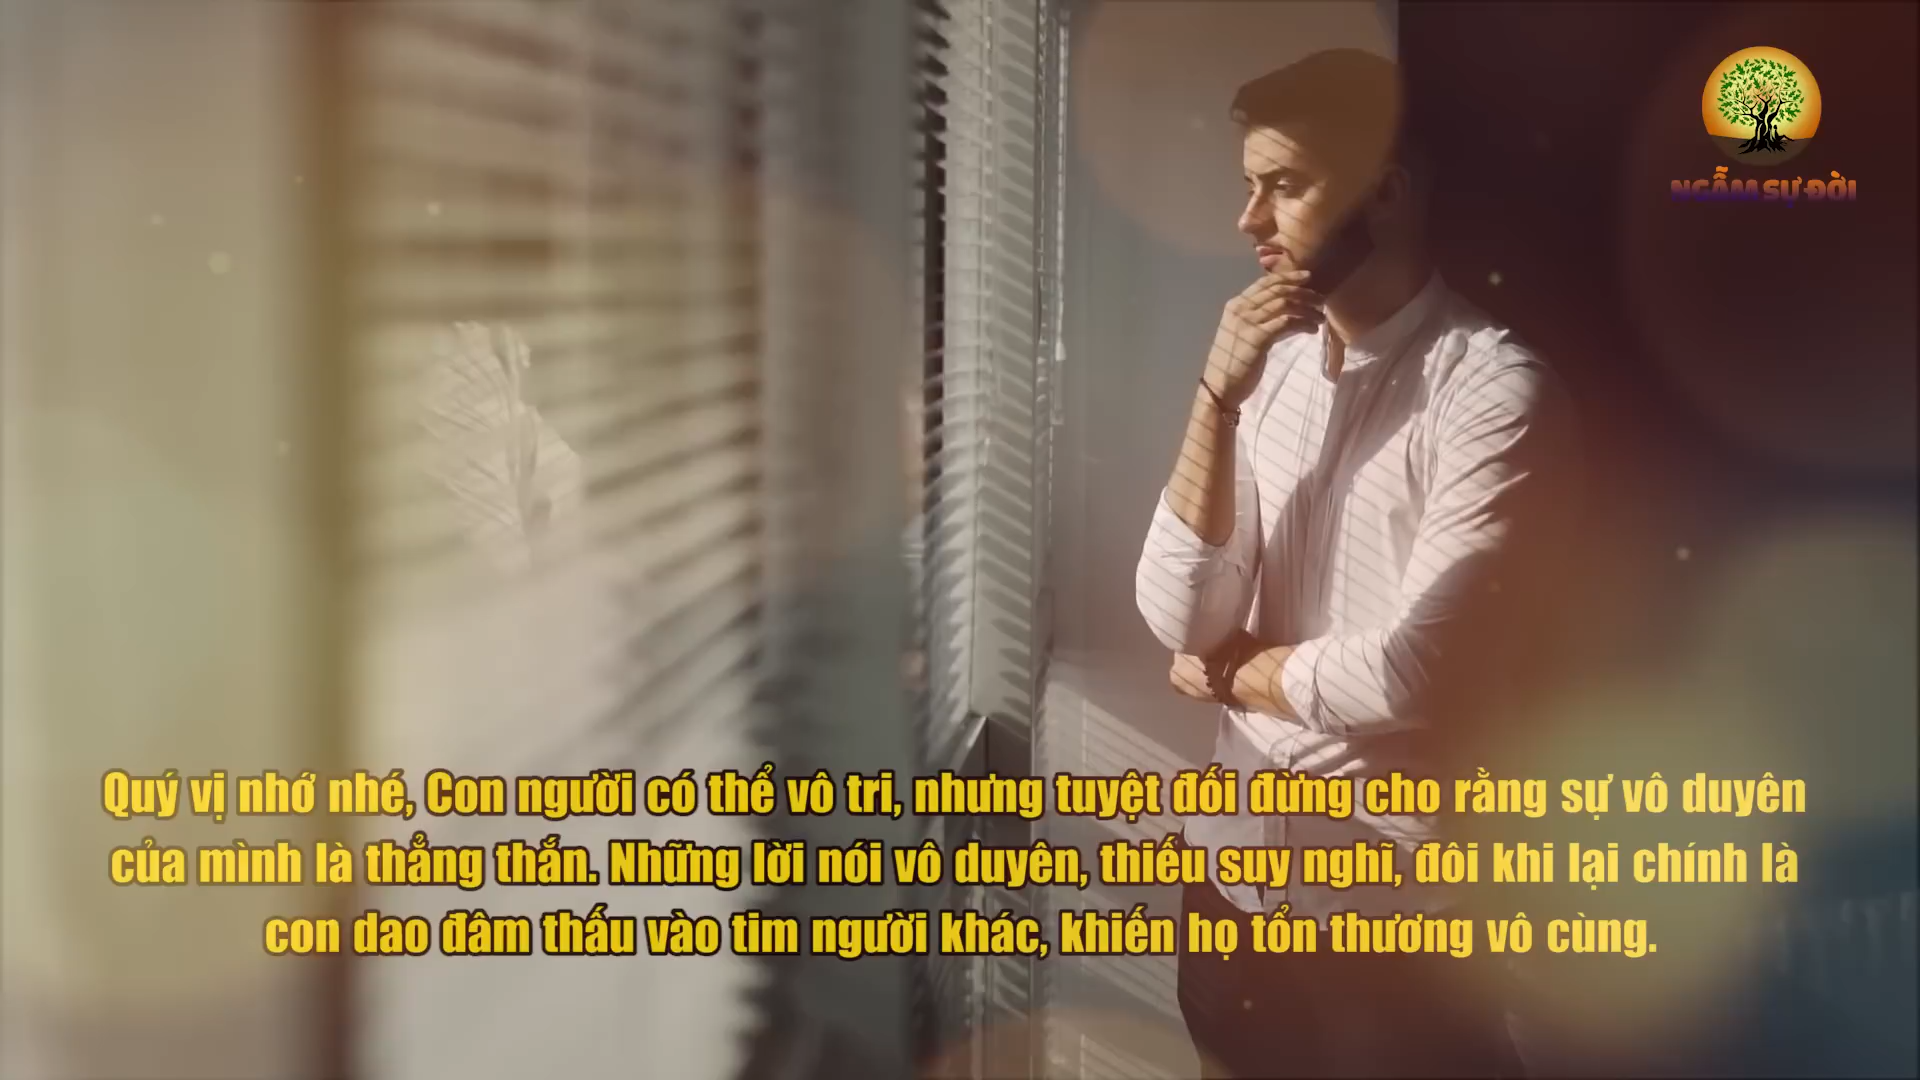 NGẪM SỰ ĐỜI
Quý vị nhớ nhé, Con người có thể vô tri, nhưng tuyệt đối đừng cho rằng sự vô duyên
của mình là thẳng thắn. Những lời nói vô duyên, thiếu suy nghĩ, đôi khi lại chính là
con dao đâm thấu vào tim người khác, khiến họ tổn thương vô cùng.